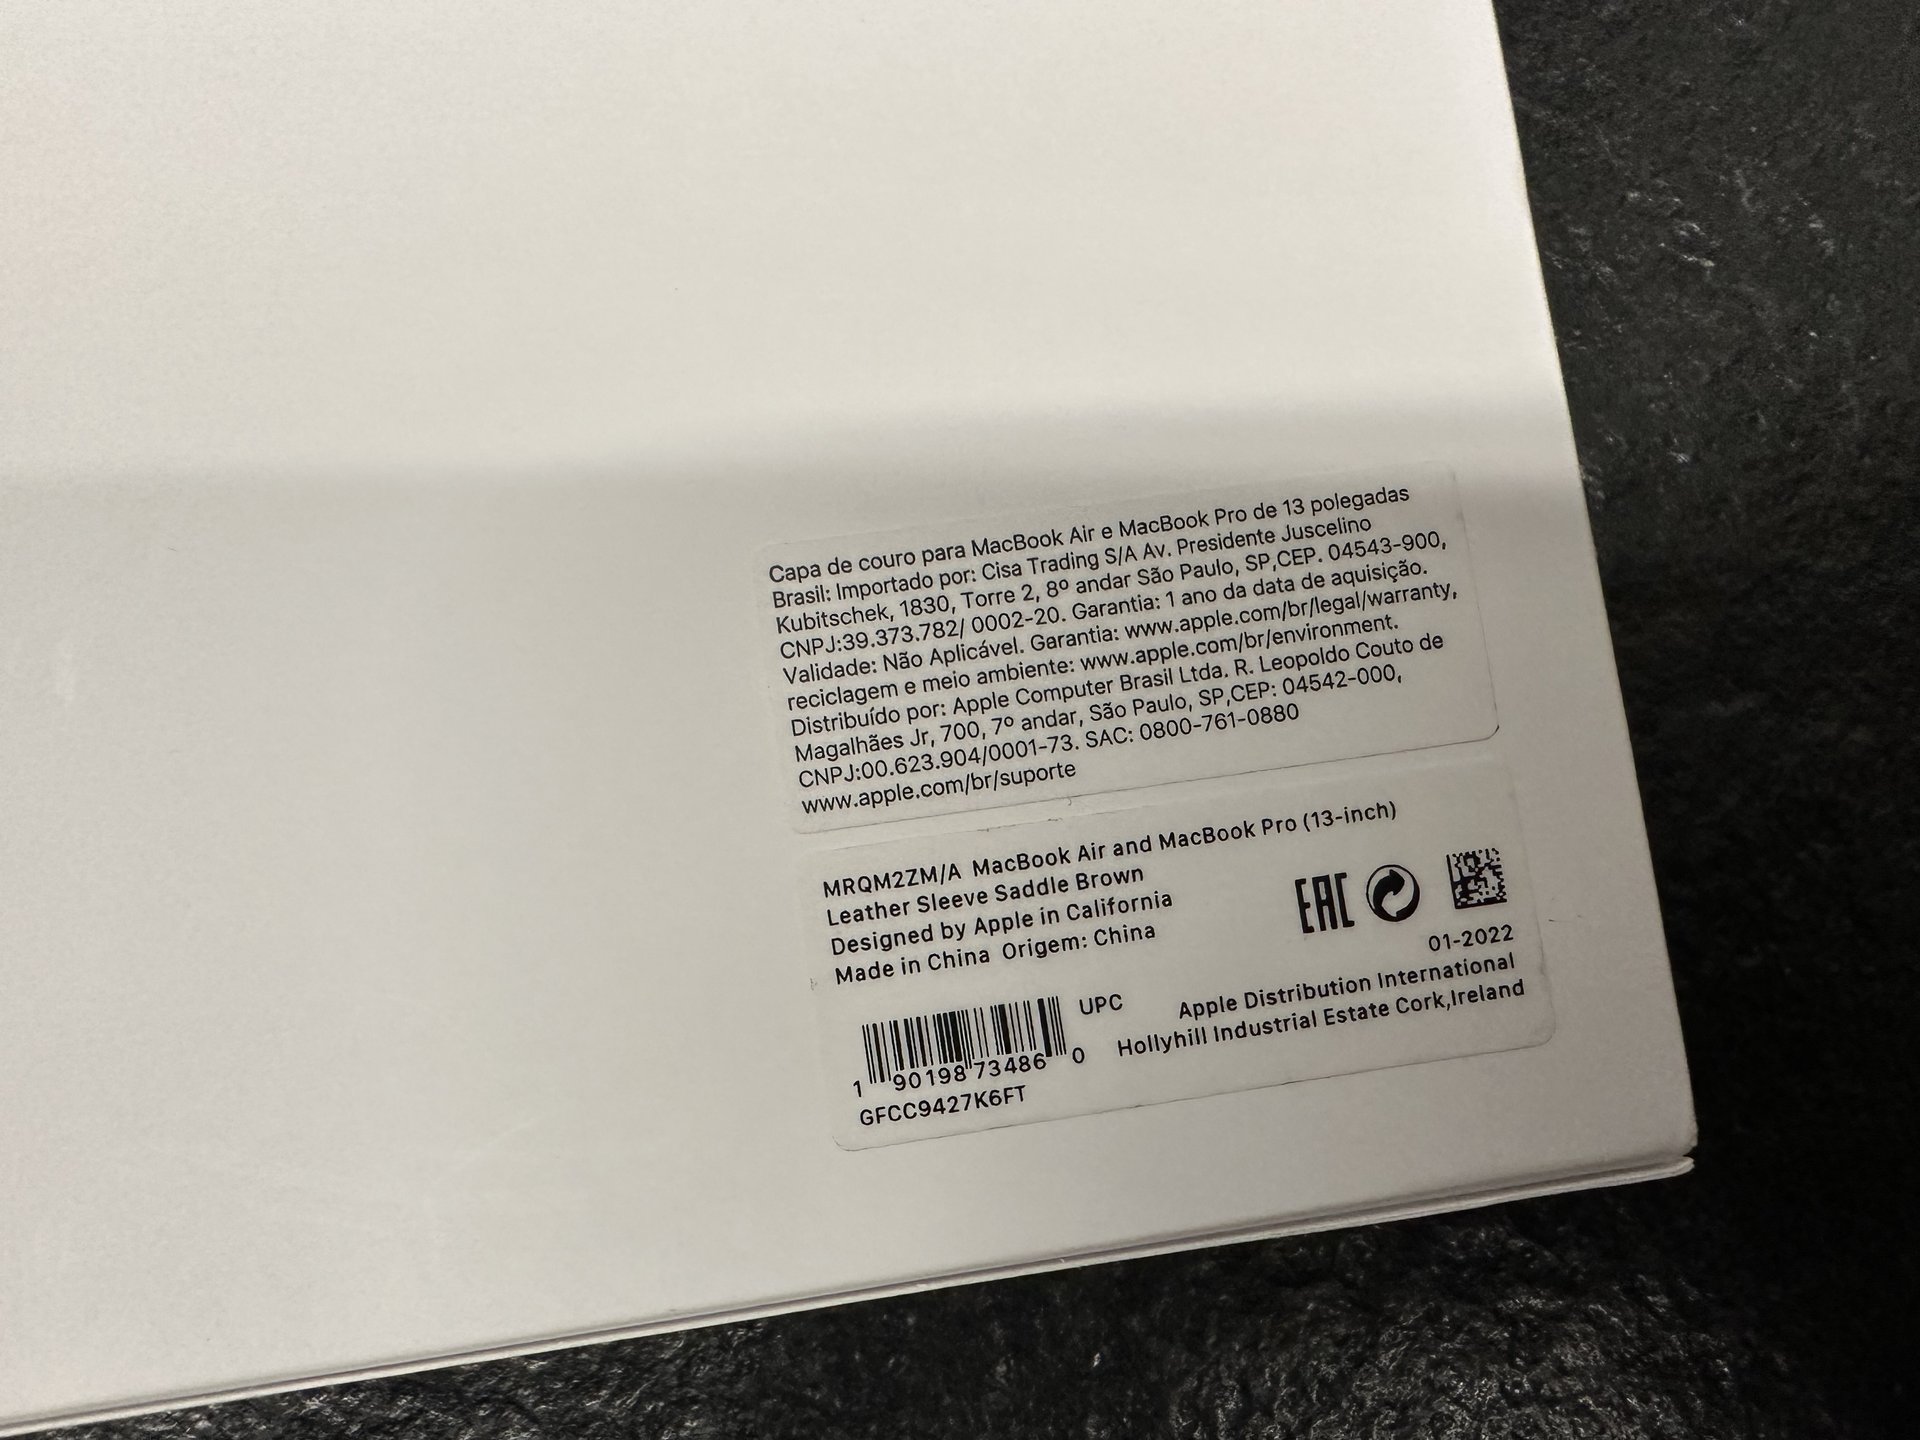 Capa de couro para MacBook Air e MacBook Pro de 13 polegadas
Brasil: Importado por: Cisa Trading S/A Av. Presidente Juscelino
Kubitschek, 1830, Torre 2, 8º andar São Paulo, SP,CEP. 04543-900,
CNPJ:39.373.782/ 0002-20. Garantia: 1 ano da data de aquisição.
Validade: Não Aplicável. Garantia: www.apple.com/br/legal/warranty,
reciclagem e meio ambiente: www.apple.com/br/environment.
Distribuído por: Apple Computer Brasil Ltda. R. Leopoldo Couto de
Magalhães Jr, 700, 7º andar, São Paulo, SP,CEP: 04542-000,
CNPJ:00.623.904/0001-73. SAC: 0800-761-0880
www.apple.com/br/suporte
MRQM2ZM/A MacBook Air and MacBook Pro (13-inch)
Leather Sleeve Saddle Brown
Designed by Apple in California
Made in China Origem: China
EAC
01-2022
UPC
Apple Distribution International
Hollyhill Industrial Estate Cork,Ireland
1 90198 73486 0
GFCC9427K6FT